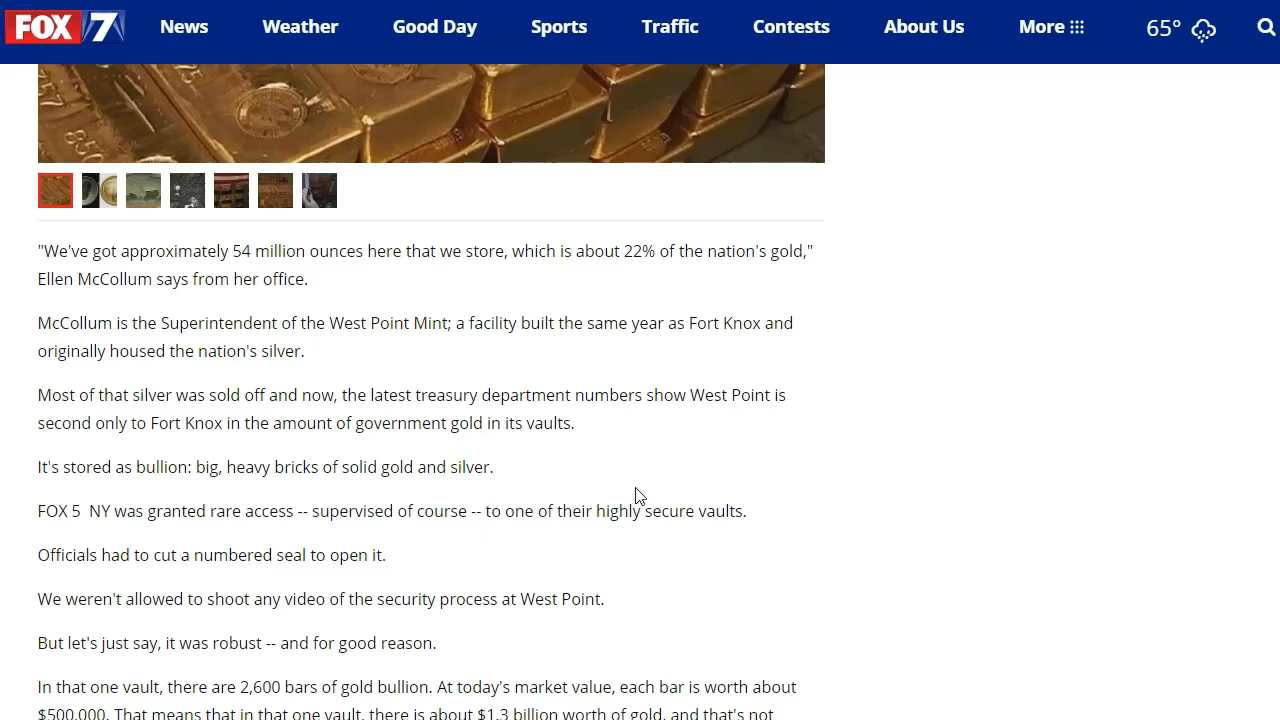 FOX 7 News Weather Good Day Sports Traffic Contests About Us More 65°
850
"We've got approximately 54 million ounces here that we store, which is about 22% of the nation's gold,"
Ellen McCollum says from her office.
McCollum is the Superintendent of the West Point Mint; a facility built the same year as Fort Knox and
originally housed the nation's silver.
Most of that silver was sold off and now, the latest treasury department numbers show West Point is
second only to Fort Knox in the amount of government gold in its vaults.
It's stored as bullion: big, heavy bricks of solid gold and silver.
FOX 5  NY was granted rare access -- supervised of course -- to one of their highly secure vaults.
Officials had to cut a numbered seal to open it.
We weren't allowed to shoot any video of the security process at West Point.
But let's just say, it was robust -- and for good reason.
In that one vault, there are 2,600 bars of gold bullion. At today's market value, each bar is worth about
$500,000. That means that in that one vault, there is about $1.3 billion worth of gold, and that's not